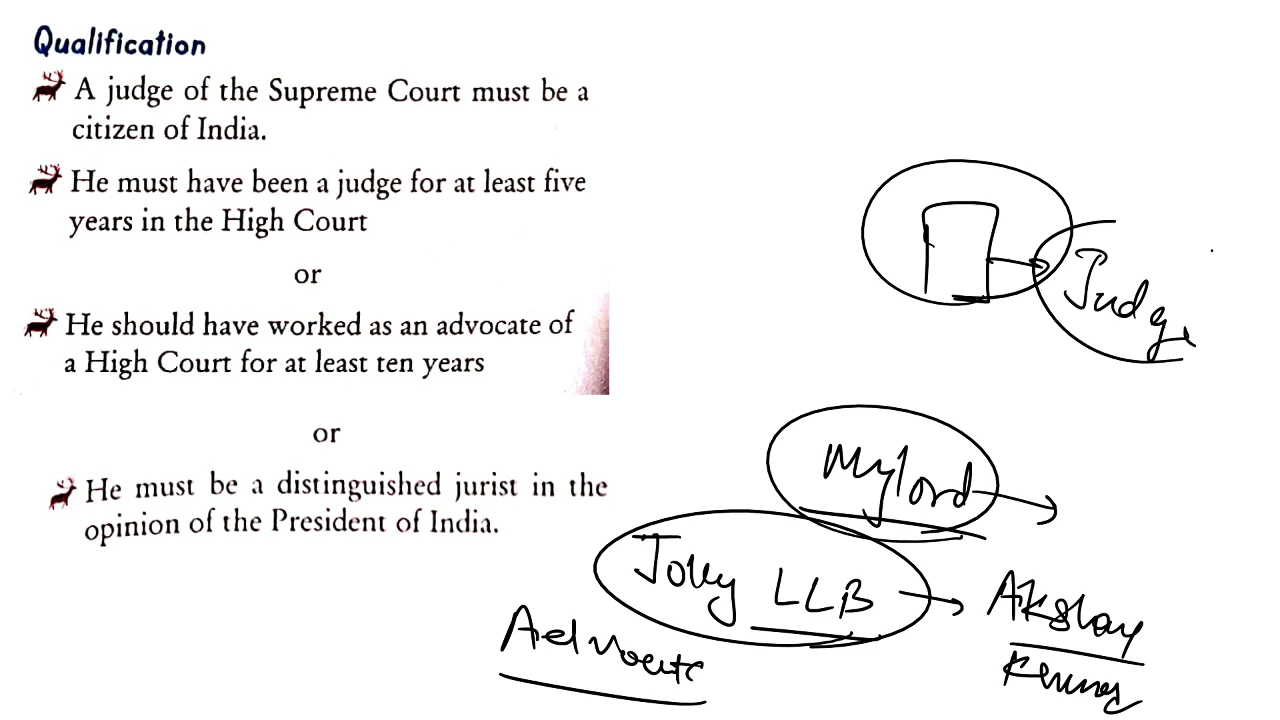 Qualification
A judge of the Supreme Court must be a
citizen of India.
He must have been a judge for at least five
years in the High Court
or
He should have worked as an advocate of
a High Court for at least ten years
or
He must be a distinguished jurist in the
opinion of the President of India.
Judge
Mylord
Jolly LLB
Akshay
Advocate